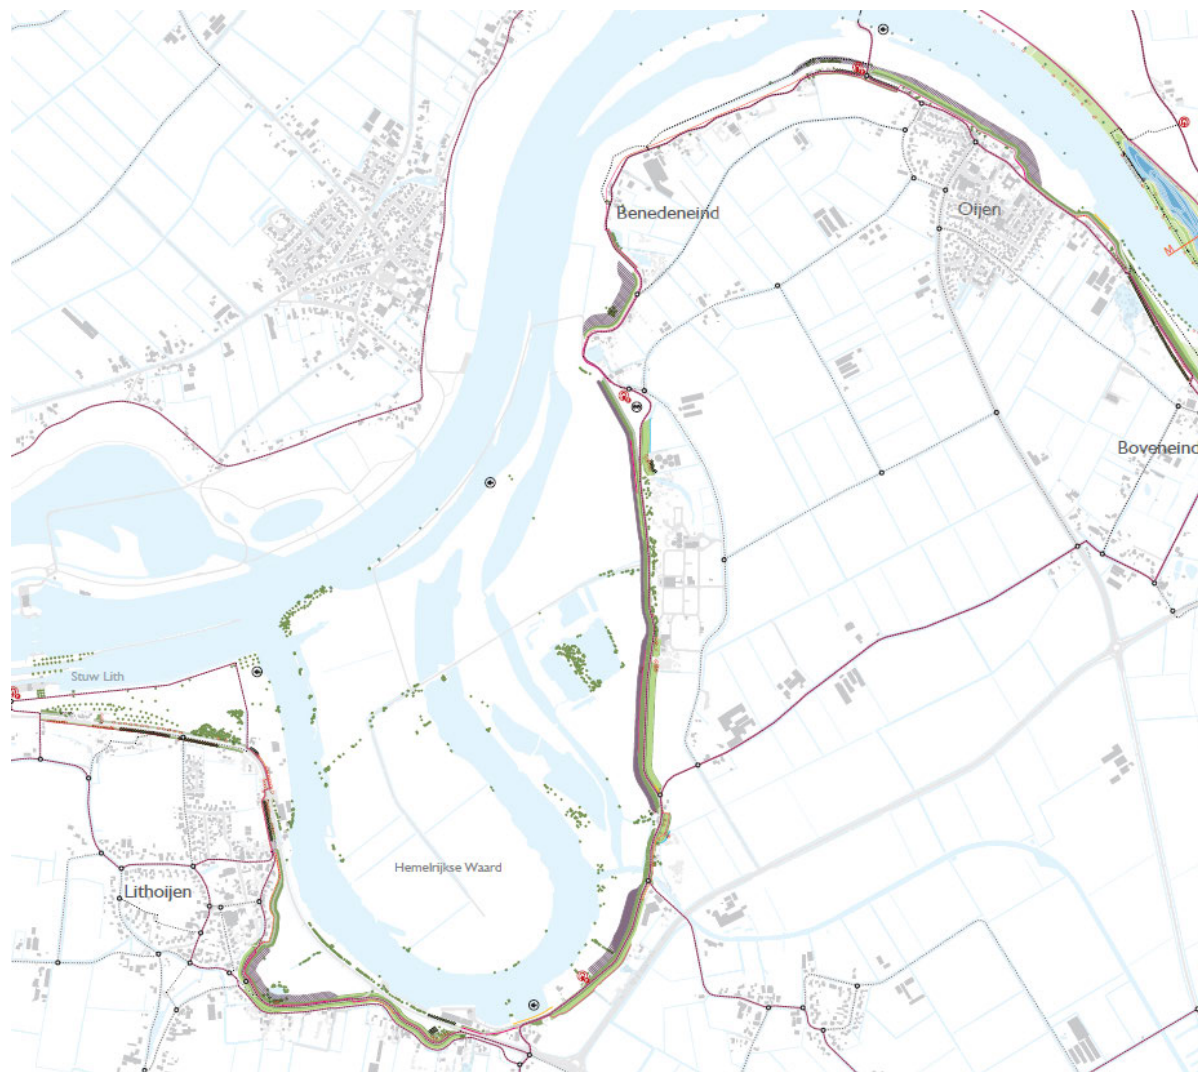 Benedeneind
Oijen
M
Boveneind
Stuw Lith
Hemelrijkse Waard
Lithoijen